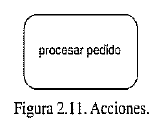 procesar pedido
Figura 2.11. Acciones.